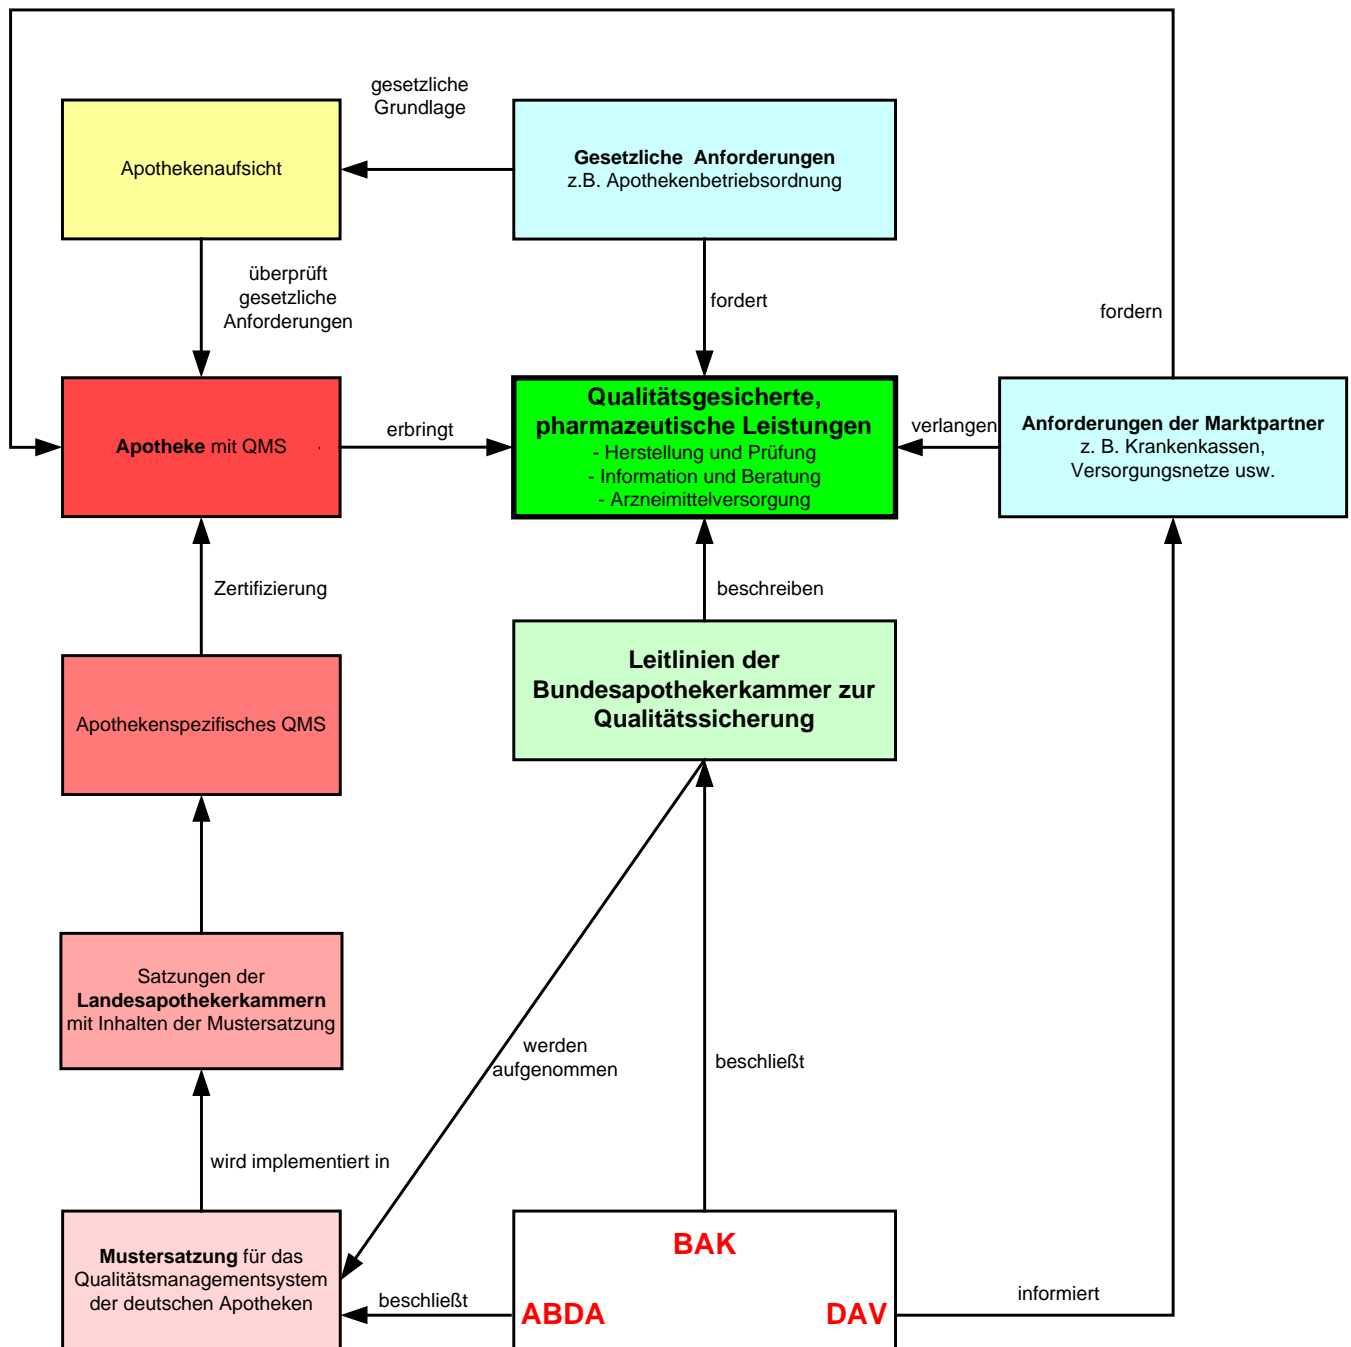 gesetzliche
Grundlage
Apothekenaufsicht
Gesetzliche Anforderungen
z.B. Apothekenbetriebsordnung
überprüft
gesetzliche
Anforderungen
fordert
fordern
Apotheke mit QMS
erbringt
Qualitätsgesicherte,
pharmazeutische Leistungen
- Herstellung und Prüfung
- Information und Beratung
- Arzneimittelversorgung
verlangen
Anforderungen der Marktpartner
z. B. Krankenkassen,
Versorgungsnetze usw.
Zertifizierung
beschreiben
Apothekenspezifisches QMS
Leitlinien der
Bundesapothekerkammer zur
Qualitätssicherung
Satzungen der
Landesapothekerkammern
mit Inhalten der Mustersatzung
werden
aufgenommen
beschließt
wird implementiert in
Mustersatzung für das
Qualitätsmanagementsystem
der deutschen Apotheken
beschließt
BAK
ABDA
DAV
informiert